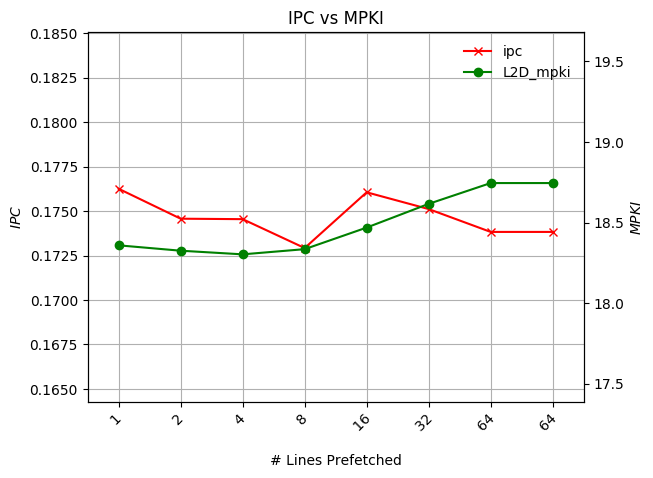 IPC vs MPKI
ipc
L2D_mpki
IPC
0.1850
0.1825
0.1800
0.1775
0.1750
0.1725
0.1700
0.1675
0.1650
19.5
19.0
18.5
18.0
17.5
MPKI
1 2 4 8 16 32 64 64
# Lines Prefetched